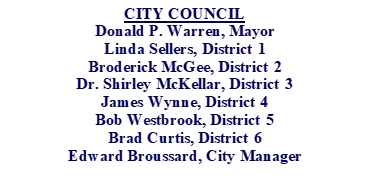 CITY COUNCIL
Donald P. Warren, Mayor
Linda Sellers, District 1
Broderick McGee, District 2
Dr. Shirley McKellar, District 3
James Wynne, District 4
Bob Westbrook, District 5
Brad Curtis, District 6
Edward Broussard, City Manager